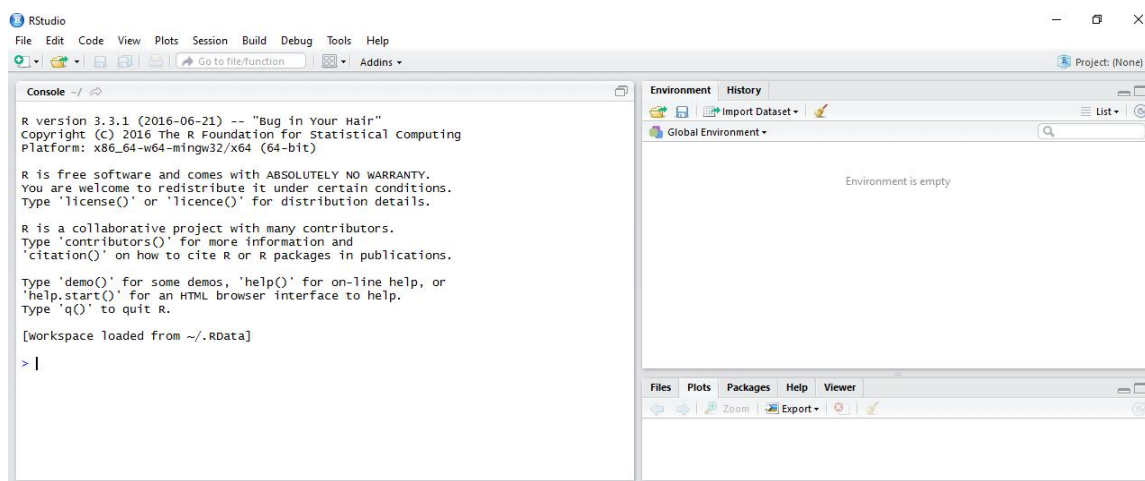 RStudio
File Edit Code View Plots Session Build Debug Tools Help
Go to file/function Addins Project: (None)
Console ~/
R version 3.3.1 (2016-06-21) -- "Bug in Your Hair"
Copyright (C) 2016 The R Foundation for Statistical Computing
Platform: x86_64-w64-mingw32/x64 (64-bit)
R is free software and comes with ABSOLUTELY NO WARRANTY.
You are welcome to redistribute it under certain conditions.
Type 'license()' or 'licence()' for distribution details.
R is a collaborative project with many contributors.
Type 'contributors()' for more information and
'citation()' on how to cite R or R packages in publications.
Type 'demo()' for some demos, 'help()' for on-line help, or
'help.start()' for an HTML browser interface to help.
Type 'q()' to quit R.
[Workspace loaded from ~/.RData]
>
Environment History
Import Dataset List
Global Environment
Environment is empty
Files Plots Packages Help Viewer
Zoom Export